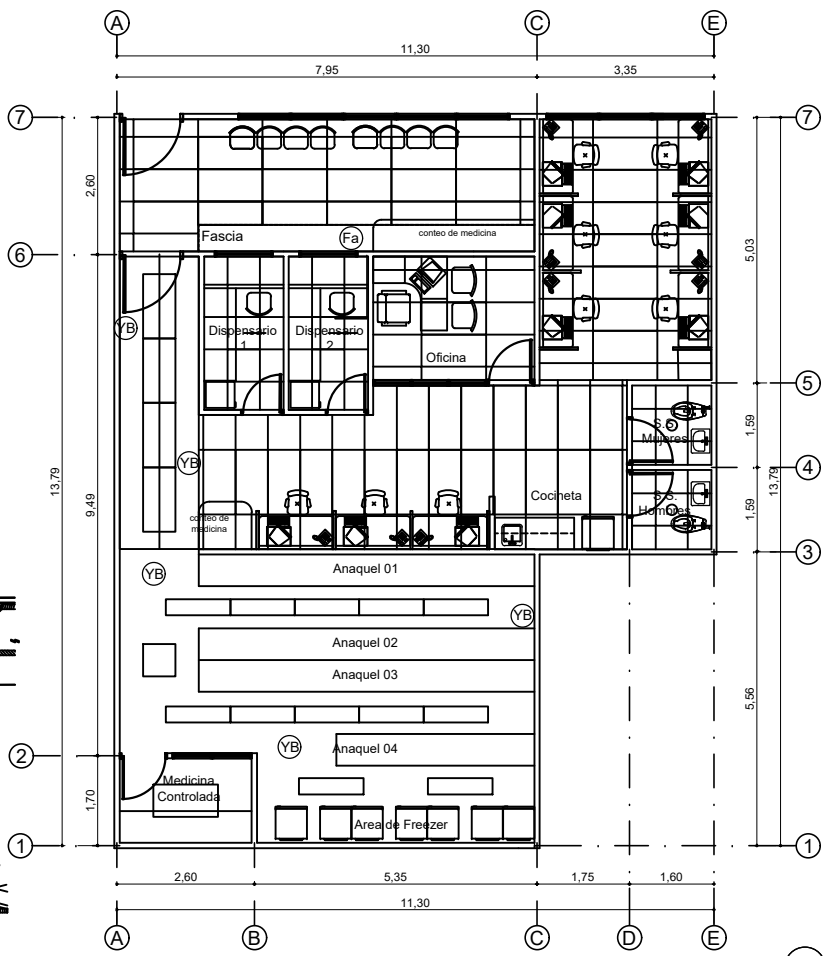 A
C
E
11,30
7,95
3,35
7
7
2,60
Fascia
Fa
conteo de medicina
6
YB
Dispensario
1
Dispensario
2
Oficina
5,03
5
YB
S.S.
Mujeres
1,59
4
13,79
9,49
13,79
conteo de
medicina
Cocineta
S.S.
Hombres
1,59
3
YB
Anaquel 01
YB
Anaquel 02
Anaquel 03
5,56
YB
Anaquel 04
2
Medicina
Controlada
1,70
Area de Freezer
1
1
2,60
5,35
1,75
1,60
11,30
A
B
C
D
E